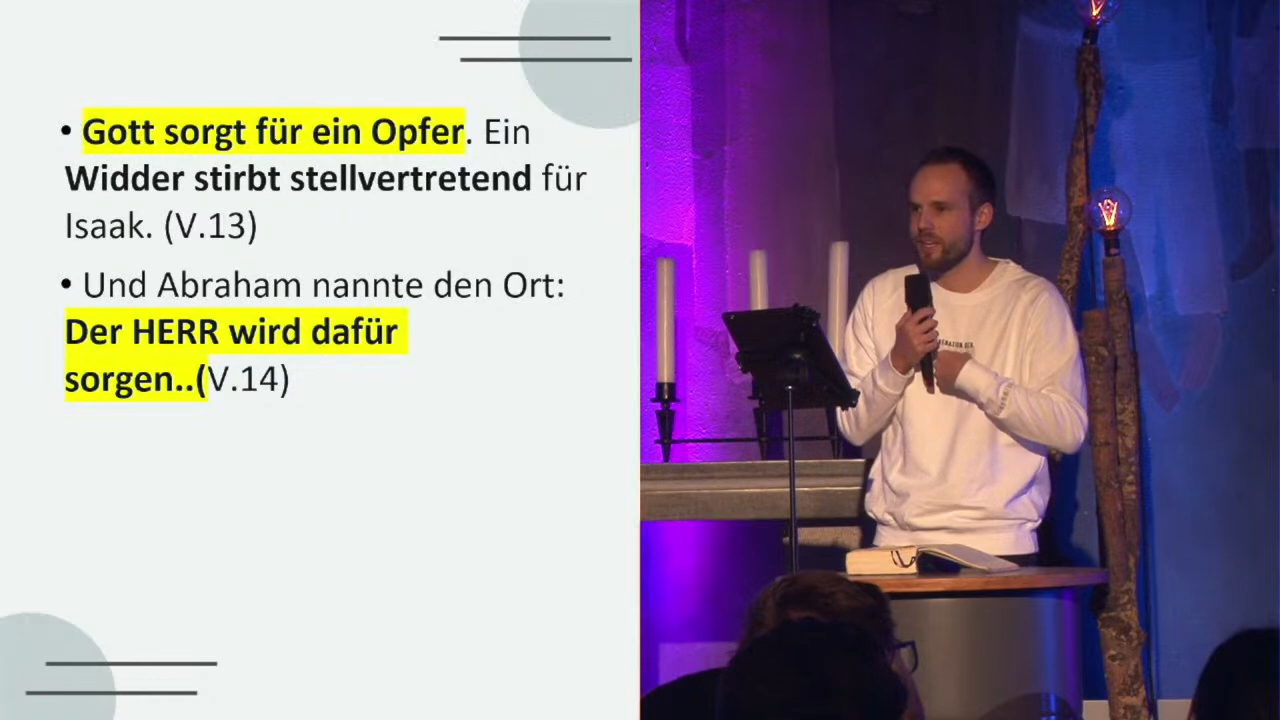 • Gott sorgt für ein Opfer. Ein
Widder stirbt stellvertretend für
Isaak. (V.13)
• Und Abraham nannte den Ort:
Der HERR wird dafür
sorgen..(V.14)